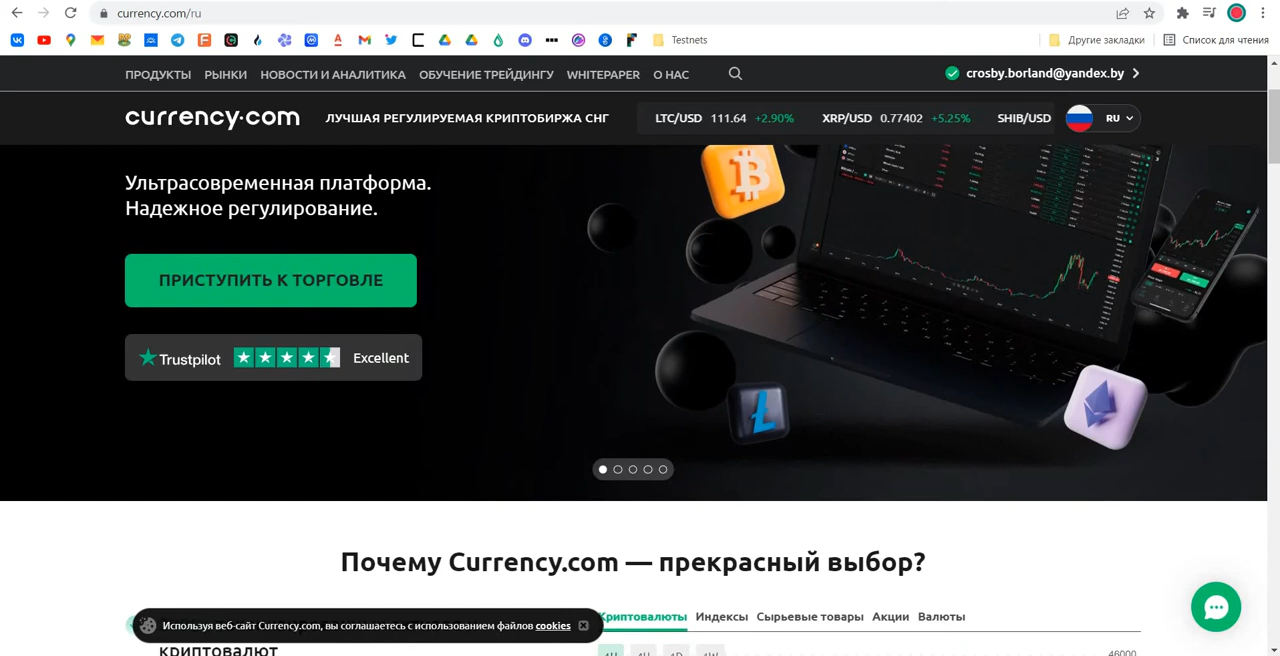 currency.com/ru
Testnets
Другие закладки
Список для чтения
ПРОДУКТЫ РЫНКИ НОВОСТИ И АНАЛИТИКА ОБУЧЕНИЕ ТРЕЙДИНГУ WHITEPAPER О НАС
crosby.borland@yandex.by
currency.com
ЛУЧШАЯ РЕГУЛИРУЕМАЯ КРИПТОБИРЖА СНГ
LTC/USD 111.64 +2.90% XRP/USD 0.77402 +5.25% SHIB/USD
RU
Ультрасовременная платформа.
Надежное регулирование.
ПРИСТУПИТЬ К ТОРГОВЛЕ
Trustpilot Excellent
Почему Currency.com — прекрасный выбор?
Криптовалюты Индексы Сырьевые товары Акции Валюты
Используя веб-сайт Currency.com, вы соглашаетесь с использованием файлов cookies
криптовалют
46000